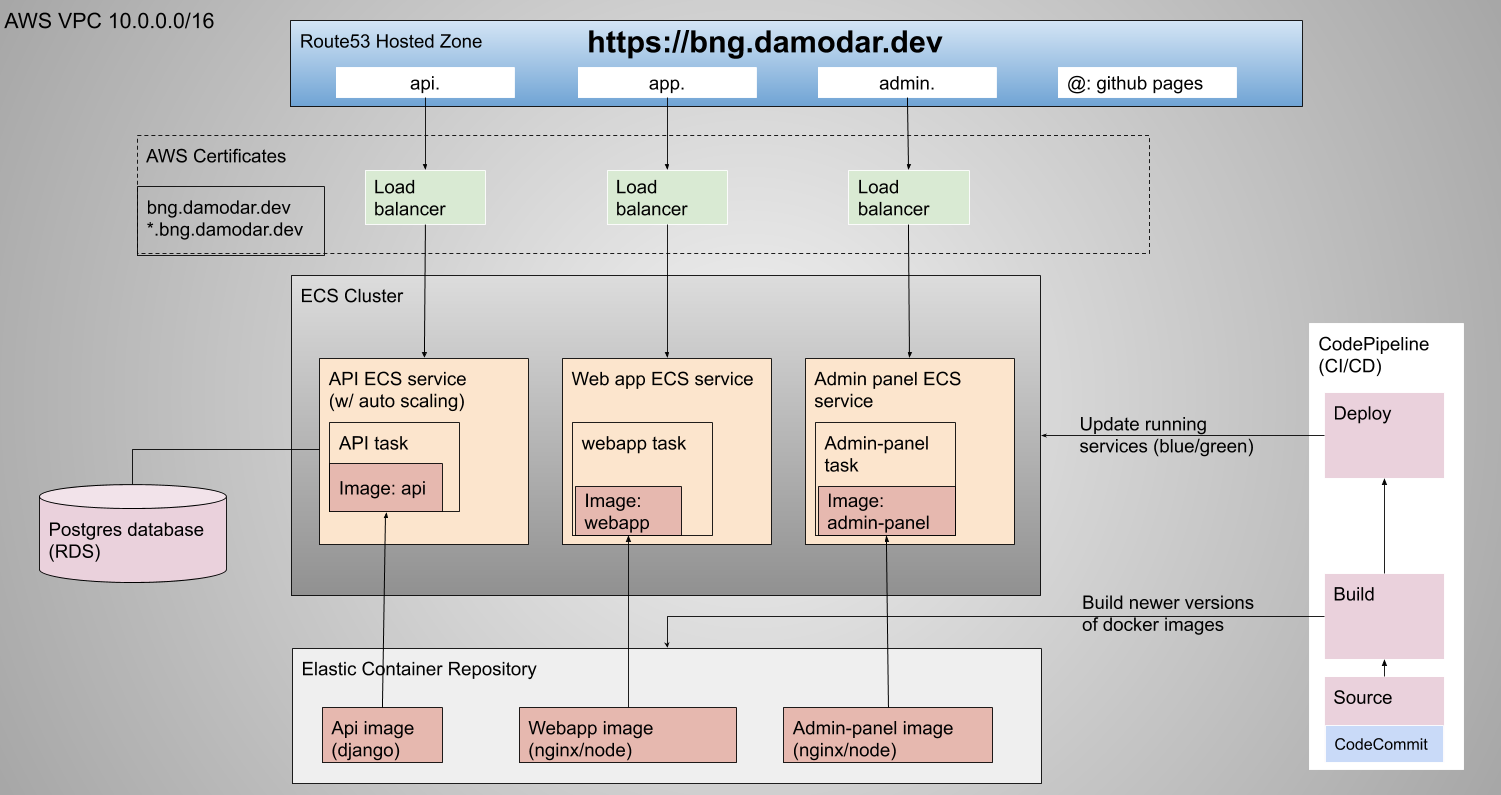 AWS VPC 10.0.0.0/16
Route53 Hosted Zone
https://bng.damodar.dev
api.
app.
admin.
@: github pages
AWS Certificates
bng.damodar.dev
*.bng.damodar.dev
Load
balancer
Load
balancer
Load
balancer
ECS Cluster
API ECS service
(w/ auto scaling)
API task
Image: api
Web app ECS service
webapp task
Image:
webapp
Admin panel ECS
service
Admin-panel
task
Image:
admin-panel
Postgres database
(RDS)
Update running
services (blue/green)
Build newer versions
of docker images
CodePipeline
(CI/CD)
Deploy
Build
Source
CodeCommit
Elastic Container Repository
Api image
(django)
Webapp image
(nginx/node)
Admin-panel image
(nginx/node)